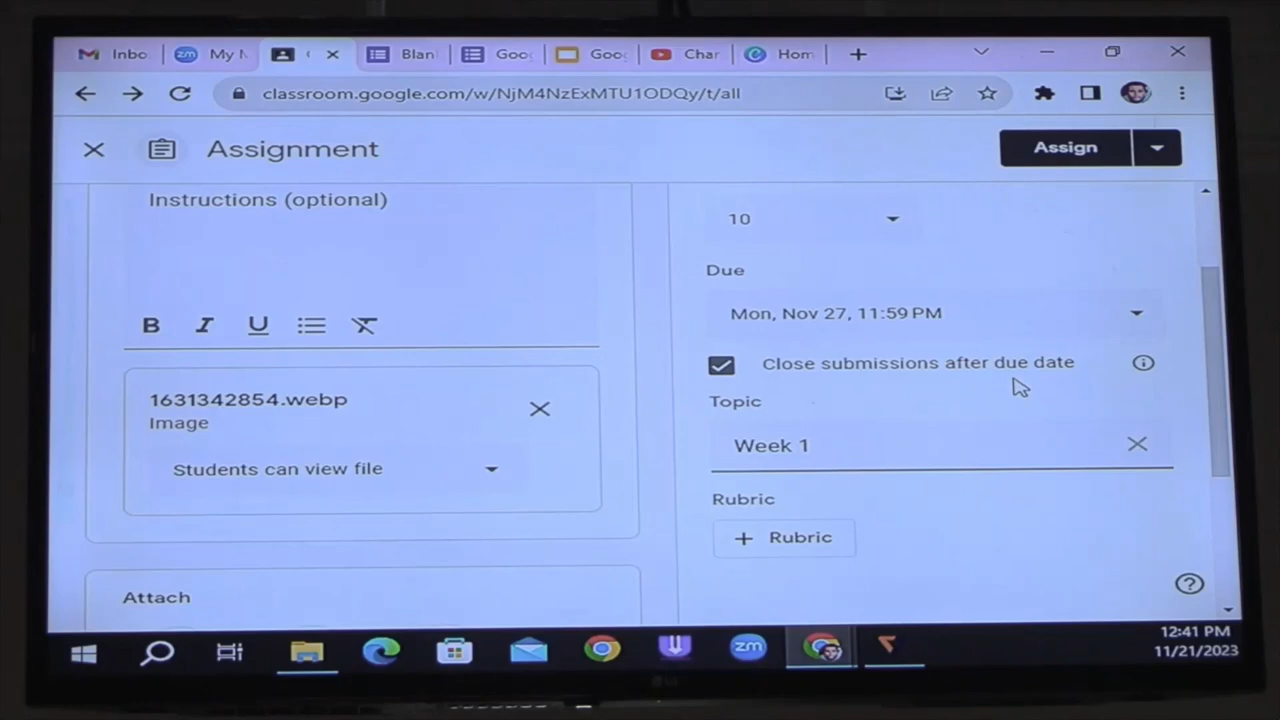 Inbo
My M
Blan
Goo
Goo
Char
Hom
classroom.google.com/w/NjM4NzExMTU1ODQy/t/all
Assignment
Assign
Instructions (optional)
B I U
1631342854.webp
Image
Students can view file
Attach
10
Due
Mon, Nov 27, 11:59 PM
Close submissions after due date
Topic
Week 1
Rubric
+ Rubric
zm
12:41 PM
11/21/2023
LG